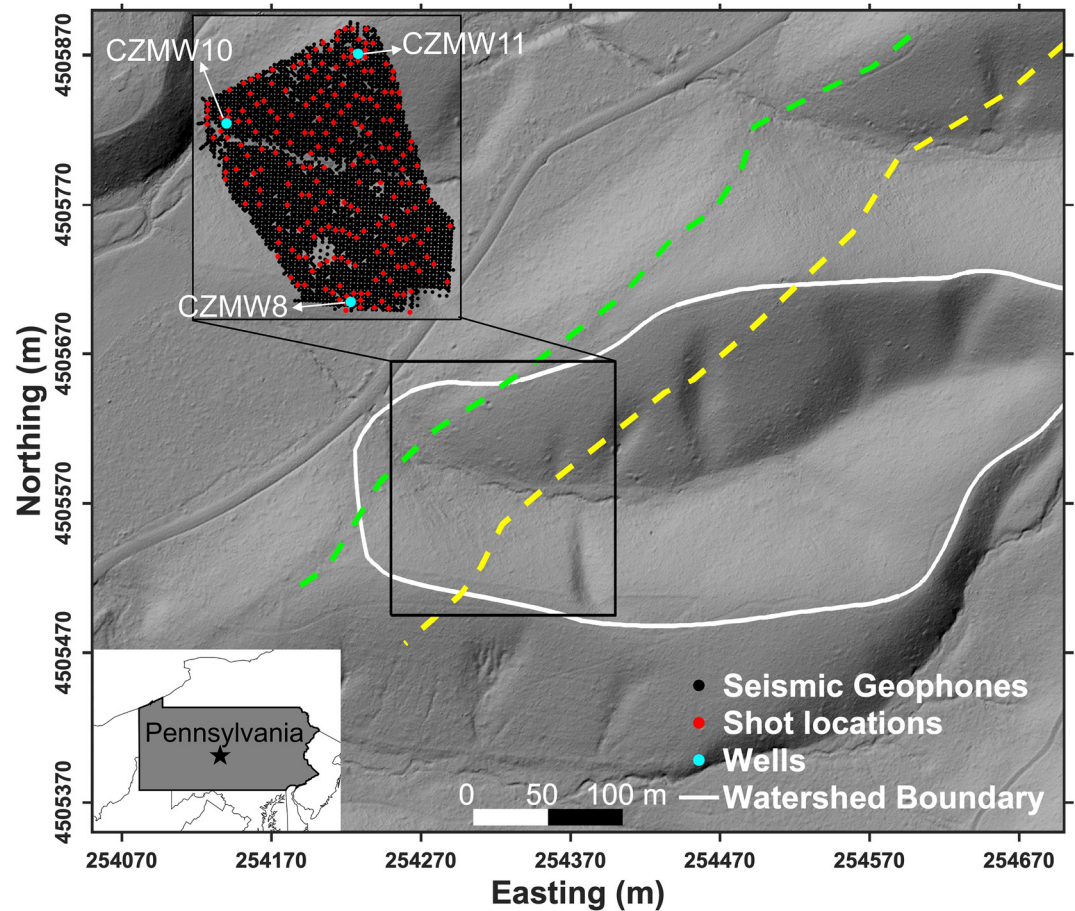 CZMW10
CZMW11
CZMW8
Northing (m)
4505870
4505770
4505670
4505570
4505470
4505370
Pennsylvania
Seismic Geophones
Shot locations
Wells
Watershed Boundary
0 50 100 m
254070 254170 254270 254370 254470 254570 254670
Easting (m)